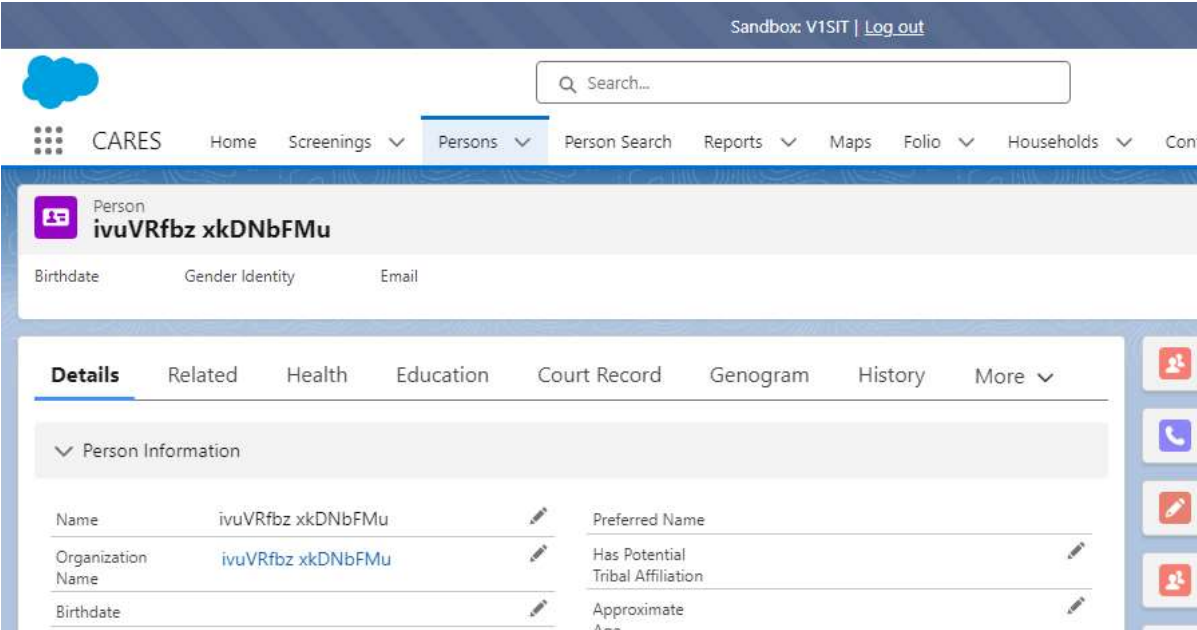 Sandbox: V1SIT | Log out
Search...
CARES Home Screenings Persons Person Search Reports Maps Folio Households Con
Person
ivuVRfbz xkDNbFMu
Birthdate Gender Identity Email
Details Related Health Education Court Record Genogram History More
Person Information
Name ivuVRfbz xkDNbFMu Preferred Name
Organization Name ivuVRfbz xkDNbFMu Has Potential Tribal Affiliation
Birthdate Approximate
Age